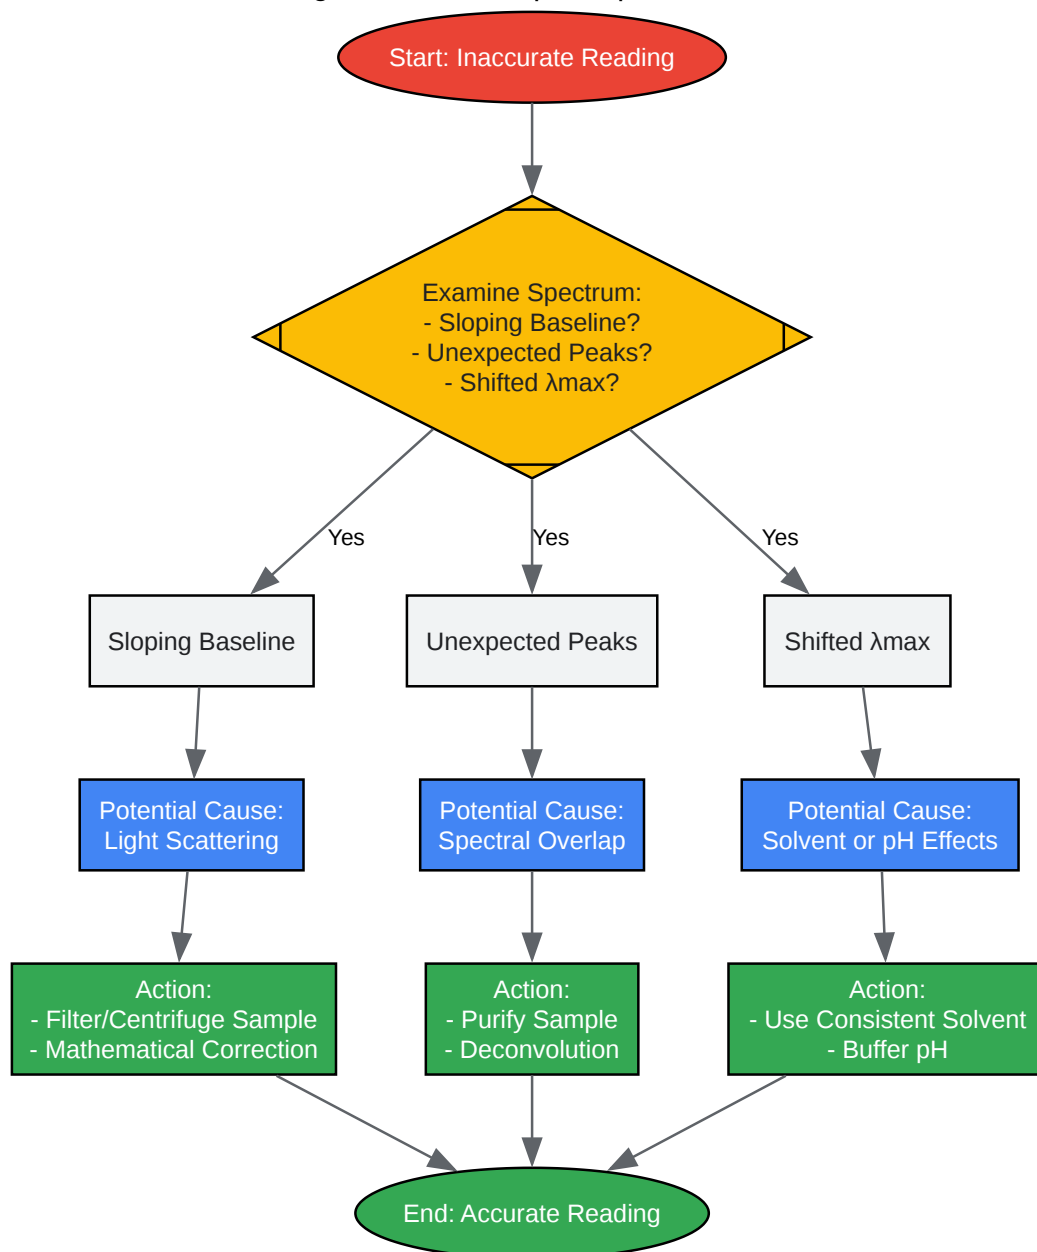 Start: Inaccurate Reading
Examine Spectrum:
- Sloping Baseline?
- Unexpected Peaks?
- Shifted λmax?
Yes
Yes
Yes
Sloping Baseline
Unexpected Peaks
Shifted λmax
Potential Cause:
Light Scattering
Potential Cause:
Spectral Overlap
Potential Cause:
Solvent or pH Effects
Action:
- Filter/Centrifuge Sample
- Mathematical Correction
Action:
- Purify Sample
- Deconvolution
Action:
- Use Consistent Solvent
- Buffer pH
End: Accurate Reading